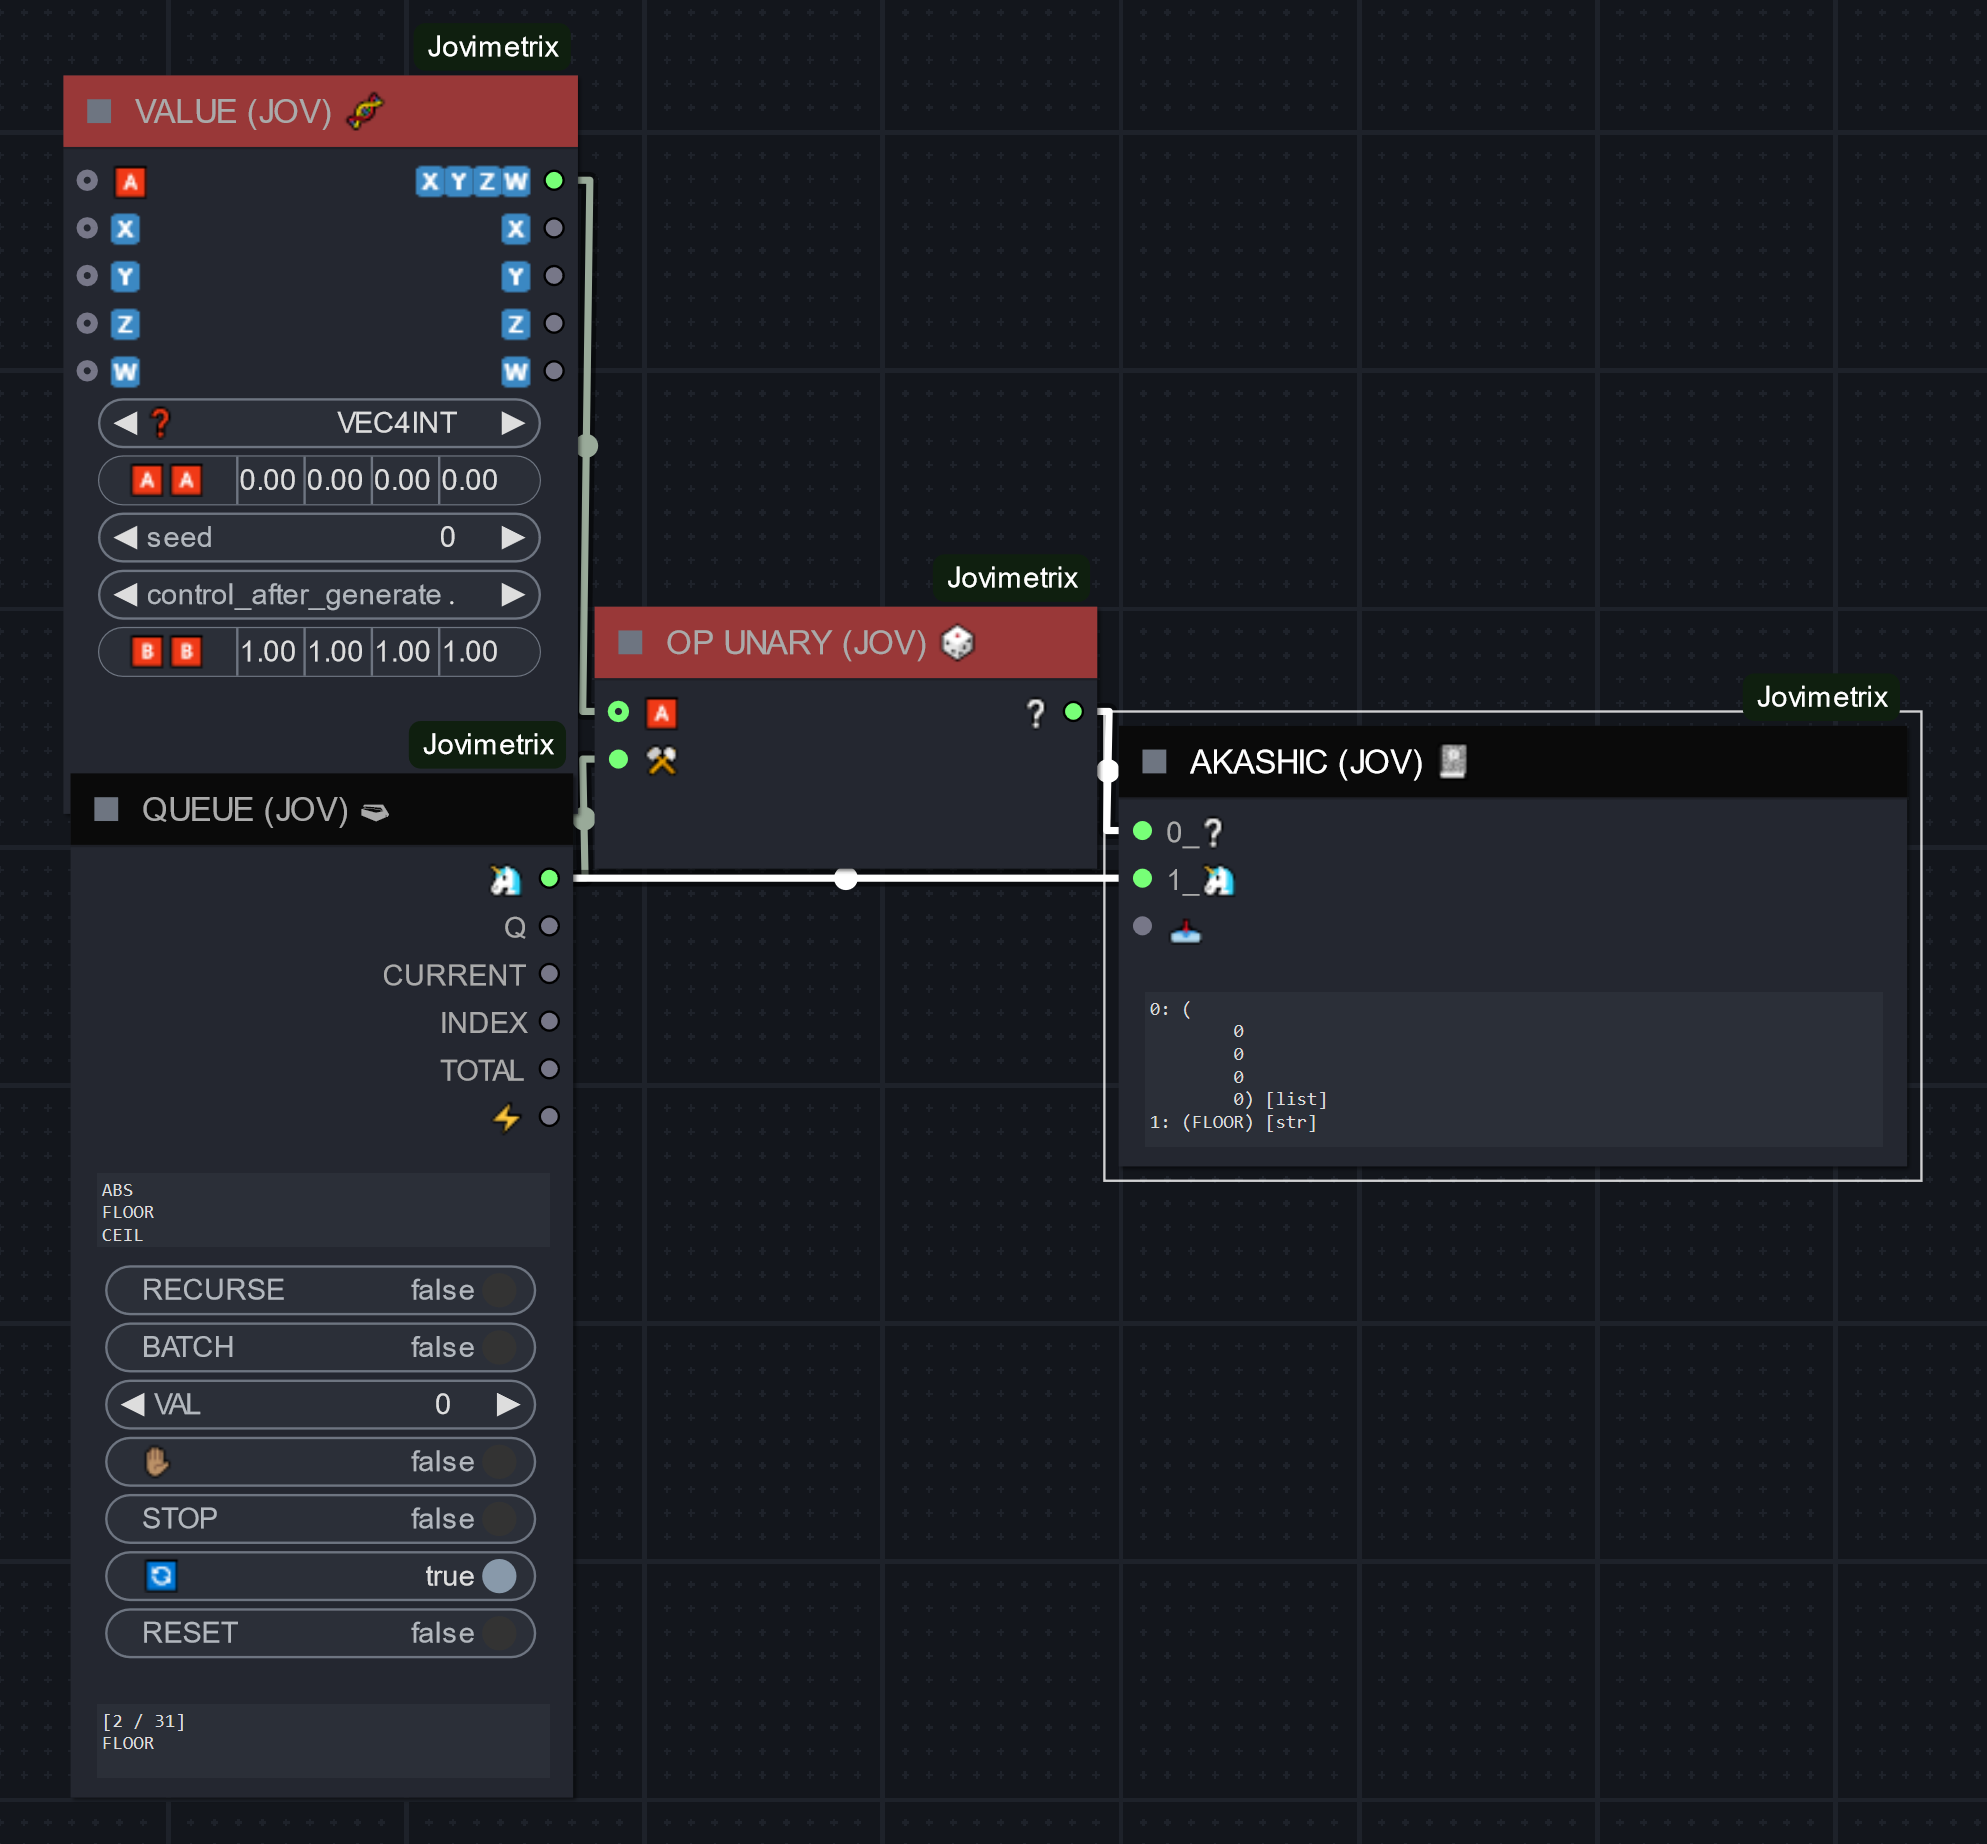 Jovimetrix
VALUE (JOV)
A
XYZW
X
X
Y
Y
Z
Z
W
W
? VEC4INT
A A 0.00 0.00 0.00 0.00
seed 0
control_after_generate .
B B 1.00 1.00 1.00 1.00
Jovimetrix
OP UNARY (JOV)
A
?
Jovimetrix
QUEUE (JOV)
Q
CURRENT
INDEX
TOTAL
ABS
FLOOR
CEIL
RECURSE false
BATCH false
VAL 0
false
STOP false
true
RESET false
[2 / 31]
FLOOR
Jovimetrix
AKASHIC (JOV)
0_?
1_
0: (
0
0
0
0) [list]
1: (FLOOR) [str]